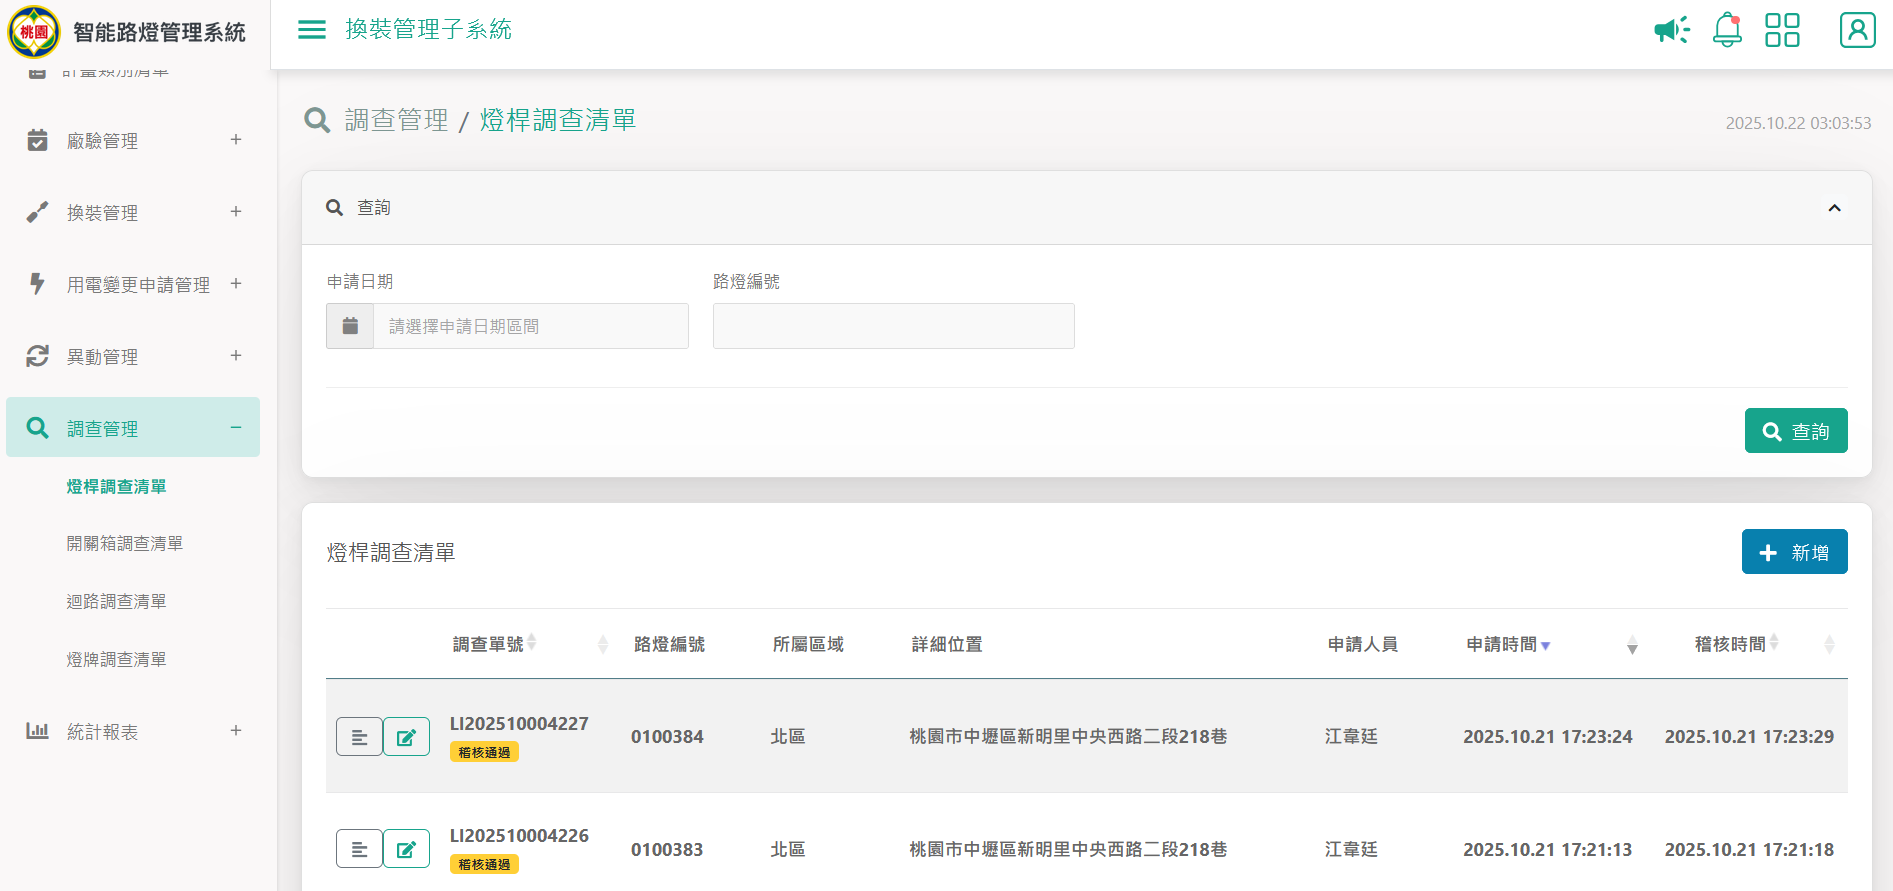 桃園
智能路燈管理系統
換裝管理子系統
計畫類別清單
廠驗管理 +
換裝管理 +
用電變更申請管理 +
異動管理 +
調查管理 −
燈桿調查清單
開關箱調查清單
迴路調查清單
燈牌調查清單
統計報表 +
調查管理 / 燈桿調查清單
2025.10.22 03:03:53
查詢
申請日期 路燈編號
請選擇申請日期區間
查詢
燈桿調查清單
新增
調查單號 路燈編號 所屬區域 詳細位置 申請人員 申請時間 稽核時間
LI202510004227 0100384 北區 桃園市中壢區新明里中央西路二段218巷 江韋廷 2025.10.21 17:23:24 2025.10.21 17:23:29
稽核通過
LI202510004226 0100383 北區 桃園市中壢區新明里中央西路二段218巷 江韋廷 2025.10.21 17:21:13 2025.10.21 17:21:18
稽核通過